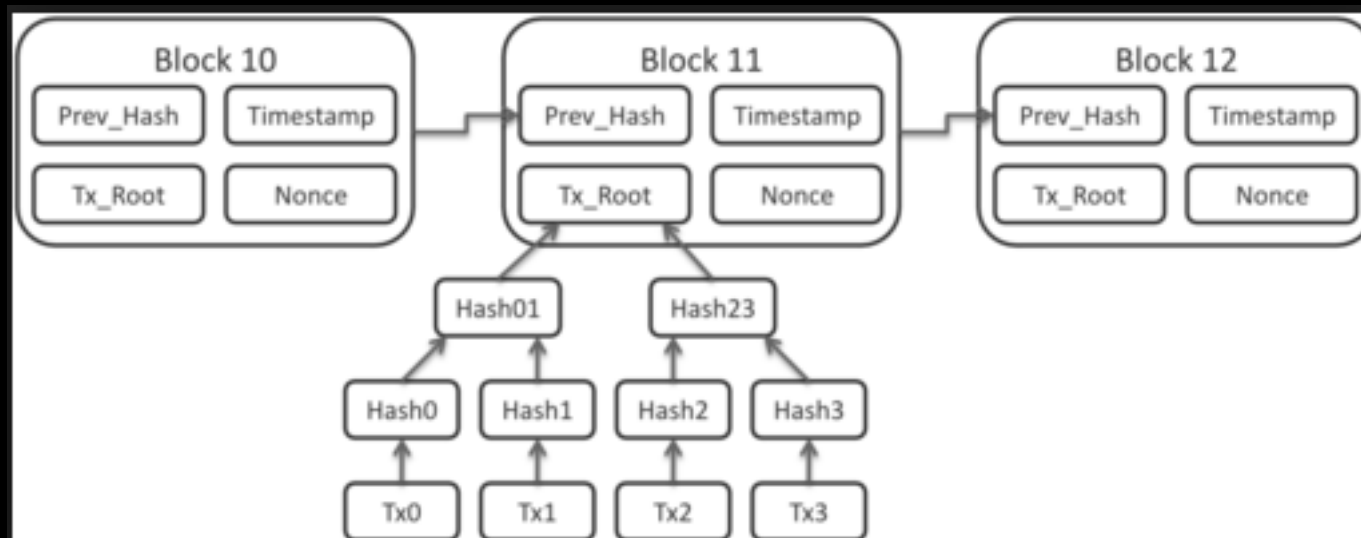 Block 10 Block 11 Block 12
Prev_Hash Timestamp Prev_Hash Timestamp Prev_Hash Timestamp
Tx_Root Nonce Tx_Root Nonce Tx_Root Nonce
Hash01 Hash23
Hash0 Hash1 Hash2 Hash3
Tx0 Tx1 Tx2 Tx3